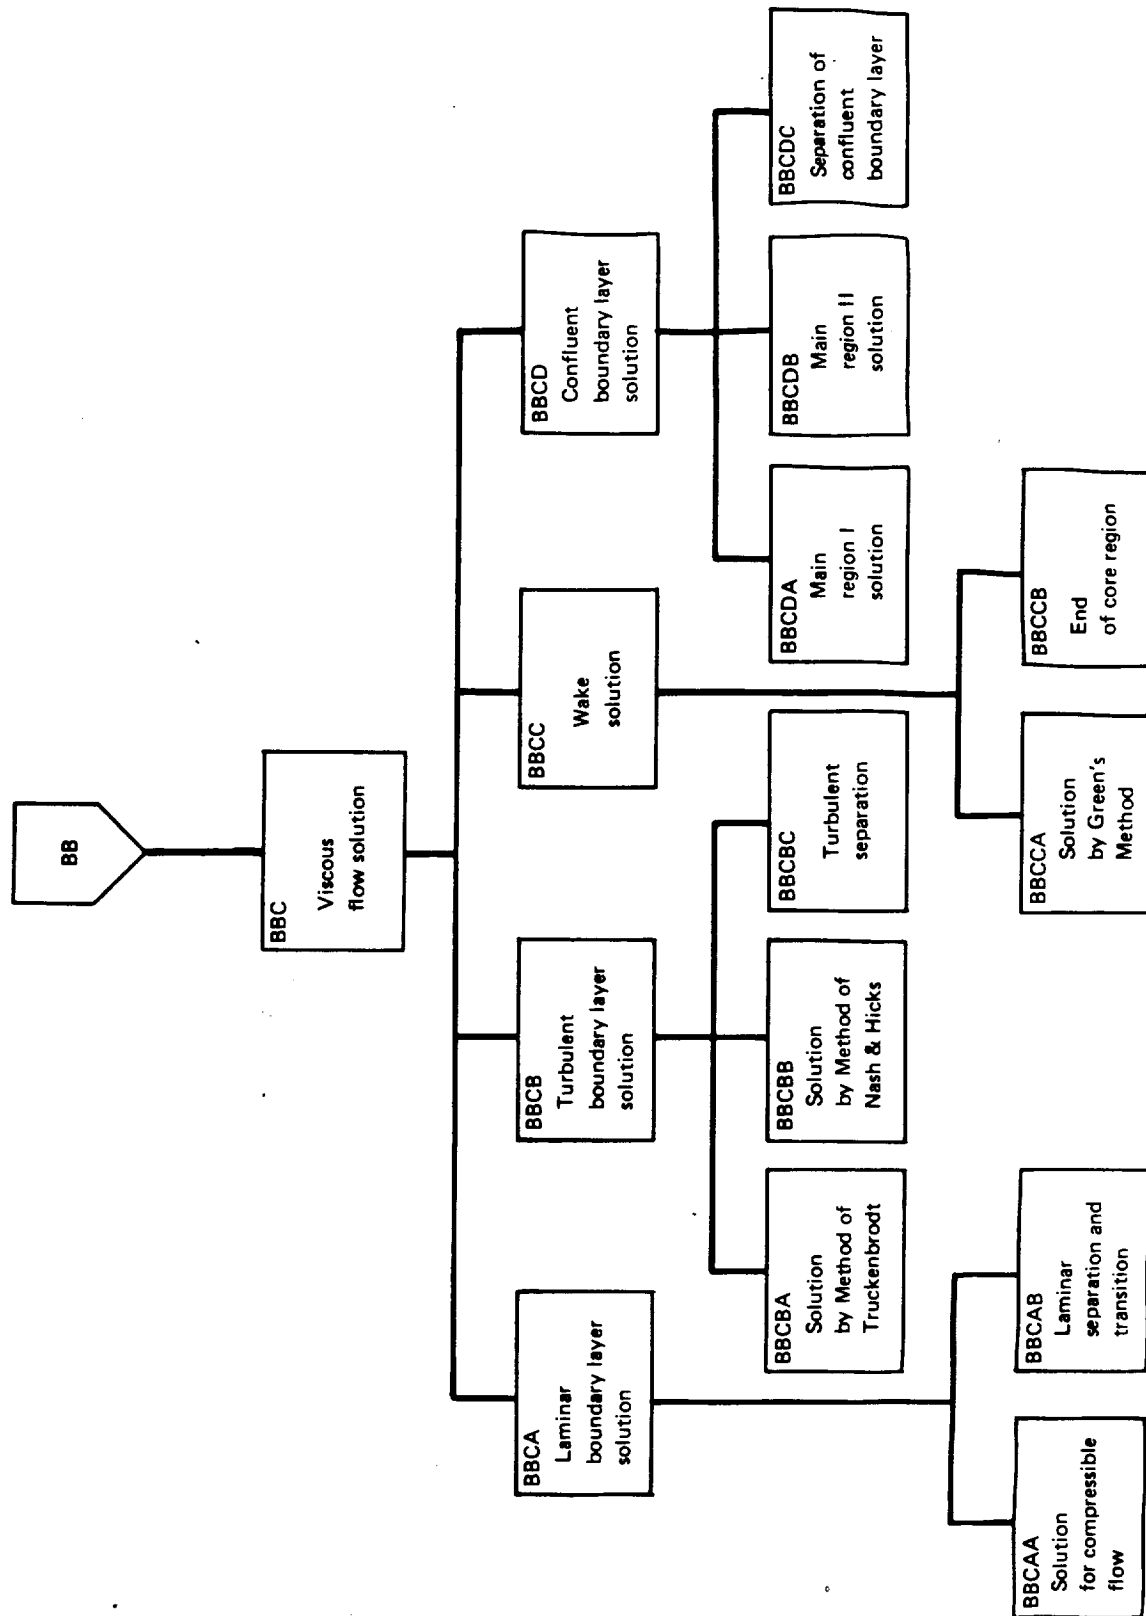 BB
BBC
Viscous
flow solution
BBCA
Laminar
boundary layer
solution
BBCB
Turbulent
boundary layer
solution
BBCC
Wake
solution
BBCD
Confluent
boundary layer
solution
BBCBA
Solution
by Method of
Truckenbrodt
BBCBB
Solution
by Method of
Nash & Hicks
BBCBC
Turbulent
separation
BBCDA
Main
region I
solution
BBCDB
Main
region II
solution
BBCDC
Separation of
confluent
boundary layer
BBCAA
Solution
for compressible
flow
BBCAB
Laminar
separation and
transition
BBCCA
Solution
by Green's
Method
BBCCB
End
of core region